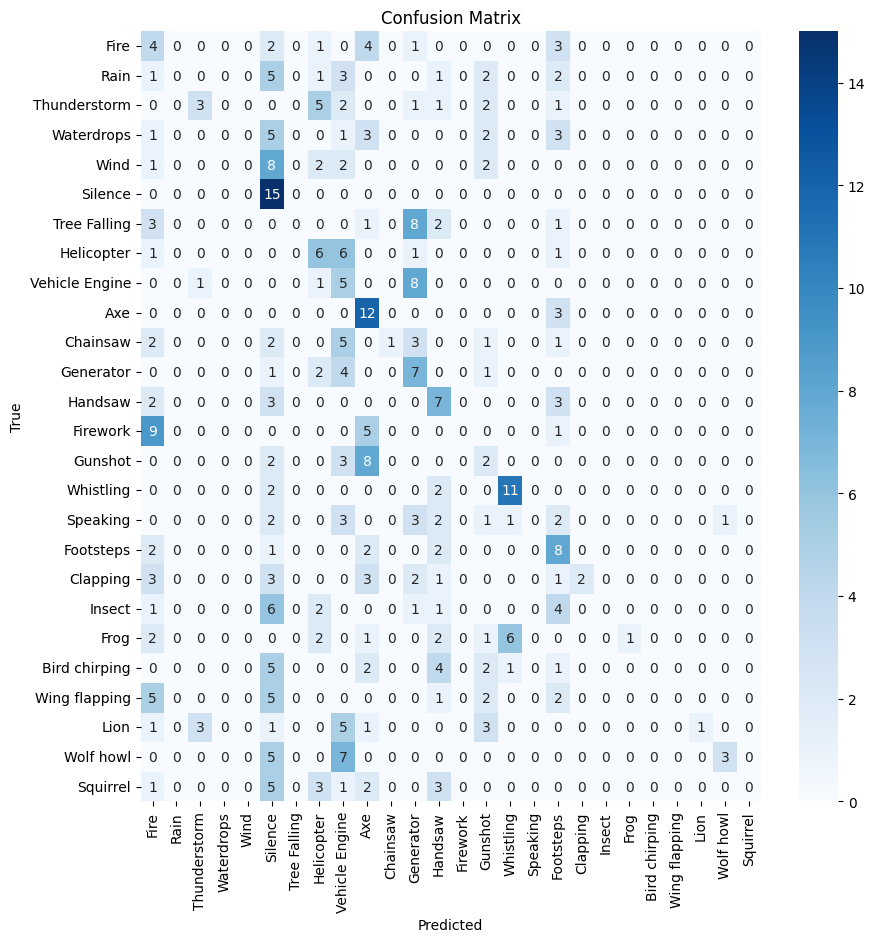 Confusion Matrix
Fire 4 0 0 0 0 2 0 1 0 4 0 1 0 0 0 0 0 3 0 0 0 0 0 0 0 0
Rain 1 0 0 0 0 5 0 1 3 0 0 0 1 0 2 0 0 2 0 0 0 0 0 0 0 0
Thunderstorm 0 0 3 0 0 0 0 5 2 0 0 1 1 0 2 0 0 1 0 0 0 0 0 0 0 0
Waterdrops 1 0 0 0 0 5 0 0 1 3 0 0 0 0 2 0 0 3 0 0 0 0 0 0 0 0
Wind 1 0 0 0 0 8 0 2 2 0 0 0 0 0 2 0 0 0 0 0 0 0 0 0 0 0
Silence 0 0 0 0 0 15 0 0 0 0 0 0 0 0 0 0 0 0 0 0 0 0 0 0 0 0
Tree Falling 3 0 0 0 0 0 0 0 0 1 0 8 2 0 0 0 0 1 0 0 0 0 0 0 0 0
Helicopter 1 0 0 0 0 0 0 6 6 0 0 1 0 0 0 0 0 1 0 0 0 0 0 0 0 0
Vehicle Engine 0 0 1 0 0 0 0 1 5 0 0 8 0 0 0 0 0 0 0 0 0 0 0 0 0 0
Axe 0 0 0 0 0 0 0 0 0 12 0 0 0 0 0 0 0 3 0 0 0 0 0 0 0 0
Chainsaw 2 0 0 0 0 2 0 0 5 0 1 3 0 0 1 0 0 1 0 0 0 0 0 0 0 0
Generator 0 0 0 0 0 1 0 2 4 0 0 7 0 0 1 0 0 0 0 0 0 0 0 0 0 0
Handsaw 2 0 0 0 0 3 0 0 0 0 0 0 7 0 0 0 0 3 0 0 0 0 0 0 0 0
Firework 9 0 0 0 0 0 0 0 0 5 0 0 0 0 0 0 0 1 0 0 0 0 0 0 0 0
Gunshot 0 0 0 0 0 2 0 0 3 8 0 0 0 0 2 0 0 0 0 0 0 0 0 0 0 0
Whistling 0 0 0 0 0 2 0 0 0 0 0 0 2 0 0 11 0 0 0 0 0 0 0 0 0 0
Speaking 0 0 0 0 0 2 0 0 3 0 0 3 2 0 1 1 0 2 0 0 0 0 0 0 1 0
Footsteps 2 0 0 0 0 1 0 0 0 2 0 0 2 0 0 0 0 8 0 0 0 0 0 0 0 0
Clapping 3 0 0 0 0 3 0 0 0 3 0 2 1 0 0 0 0 1 2 0 0 0 0 0 0 0
Insect 1 0 0 0 0 6 0 2 0 0 0 1 1 0 0 0 0 4 0 0 0 0 0 0 0 0
Frog 2 0 0 0 0 0 0 2 0 1 0 0 2 0 1 6 0 0 0 0 1 0 0 0 0 0
Bird chirping 0 0 0 0 0 5 0 0 0 2 0 0 4 0 2 1 0 1 0 0 0 0 0 0 0 0
Wing flapping 5 0 0 0 0 5 0 0 0 0 0 0 1 0 2 0 0 2 0 0 0 0 0 0 0 0
Lion 1 0 3 0 0 1 0 0 5 1 0 0 0 0 3 0 0 0 0 0 0 0 0 1 0 0
Wolf howl 0 0 0 0 0 5 0 0 7 0 0 0 0 0 0 0 0 0 0 0 0 0 0 0 3 0
Squirrel 1 0 0 0 0 5 0 3 1 2 0 0 3 0 0 0 0 0 0 0 0 0 0 0 0 0
True
Fire
Rain
Thunderstorm
Waterdrops
Wind
Silence
Tree Falling
Helicopter
Vehicle Engine
Axe
Chainsaw
Generator
Handsaw
Firework
Gunshot
Whistling
Speaking
Footsteps
Clapping
Insect
Frog
Bird chirping
Wing flapping
Lion
Wolf howl
Squirrel
Predicted
14
12
10
8
6
4
2
0